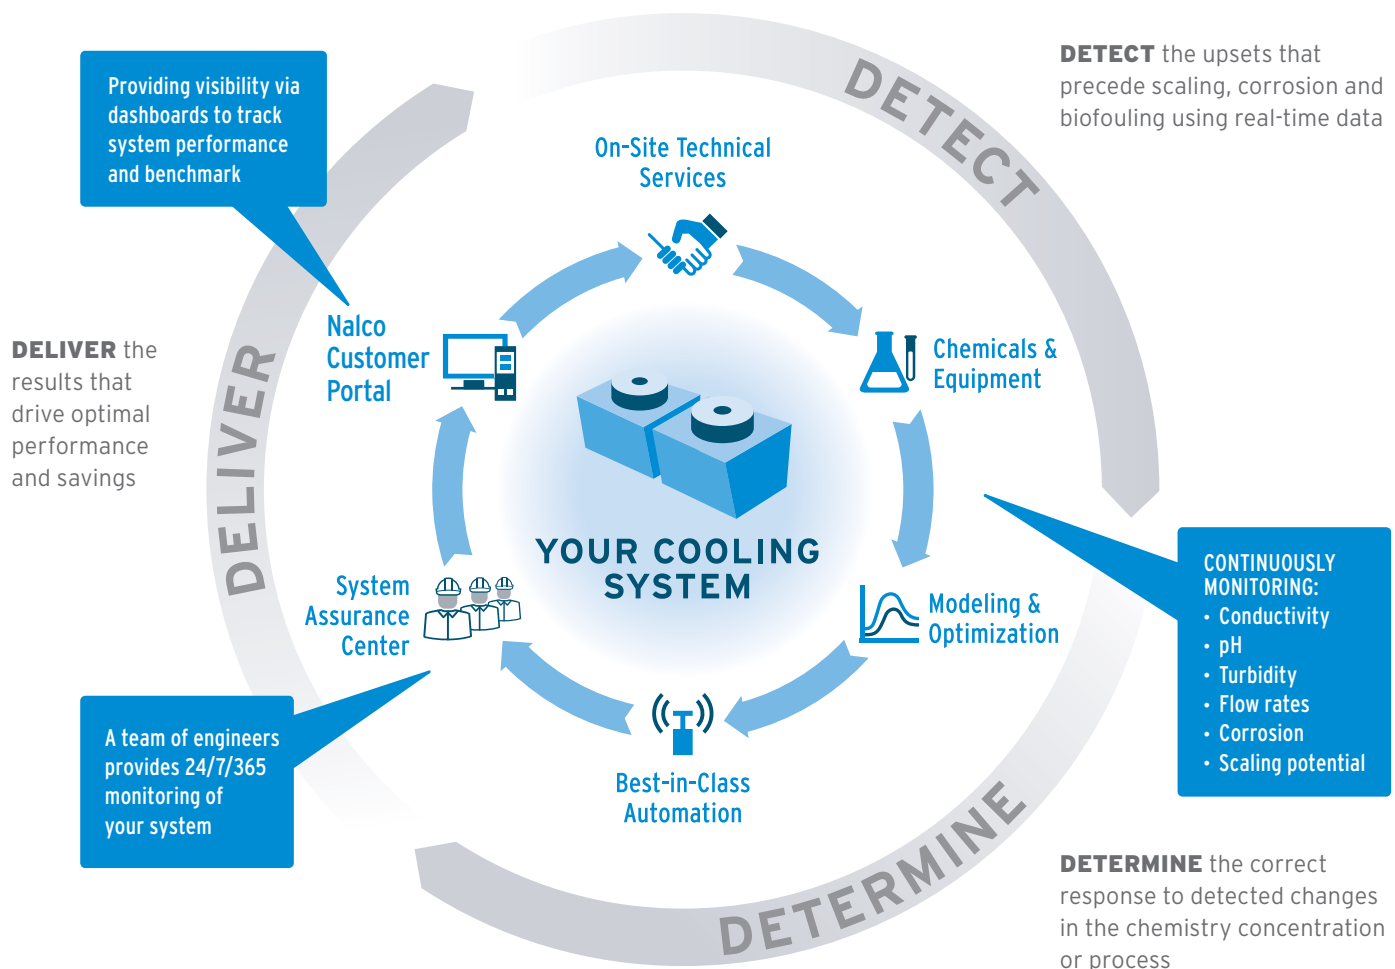 Providing visibility via
dashboards to track
system performance
and benchmark
DETECT
DETECT the upsets that
precede scaling, corrosion and
biofouling using real-time data
On-Site Technical
Services
Nalco
Customer
Portal
Chemicals &
Equipment
DELIVER the
results that
drive optimal
performance
and savings
DELIVER
YOUR COOLING
SYSTEM
System
Assurance
Center
Modeling &
Optimization
CONTINUOUSLY
MONITORING:
• Conductivity
• pH
• Turbidity
• Flow rates
• Corrosion
• Scaling potential
A team of engineers
provides 24/7/365
monitoring of
your system
Best-in-Class
Automation
DETERMINE
DETERMINE the correct
response to detected changes
in the chemistry concentration
or process